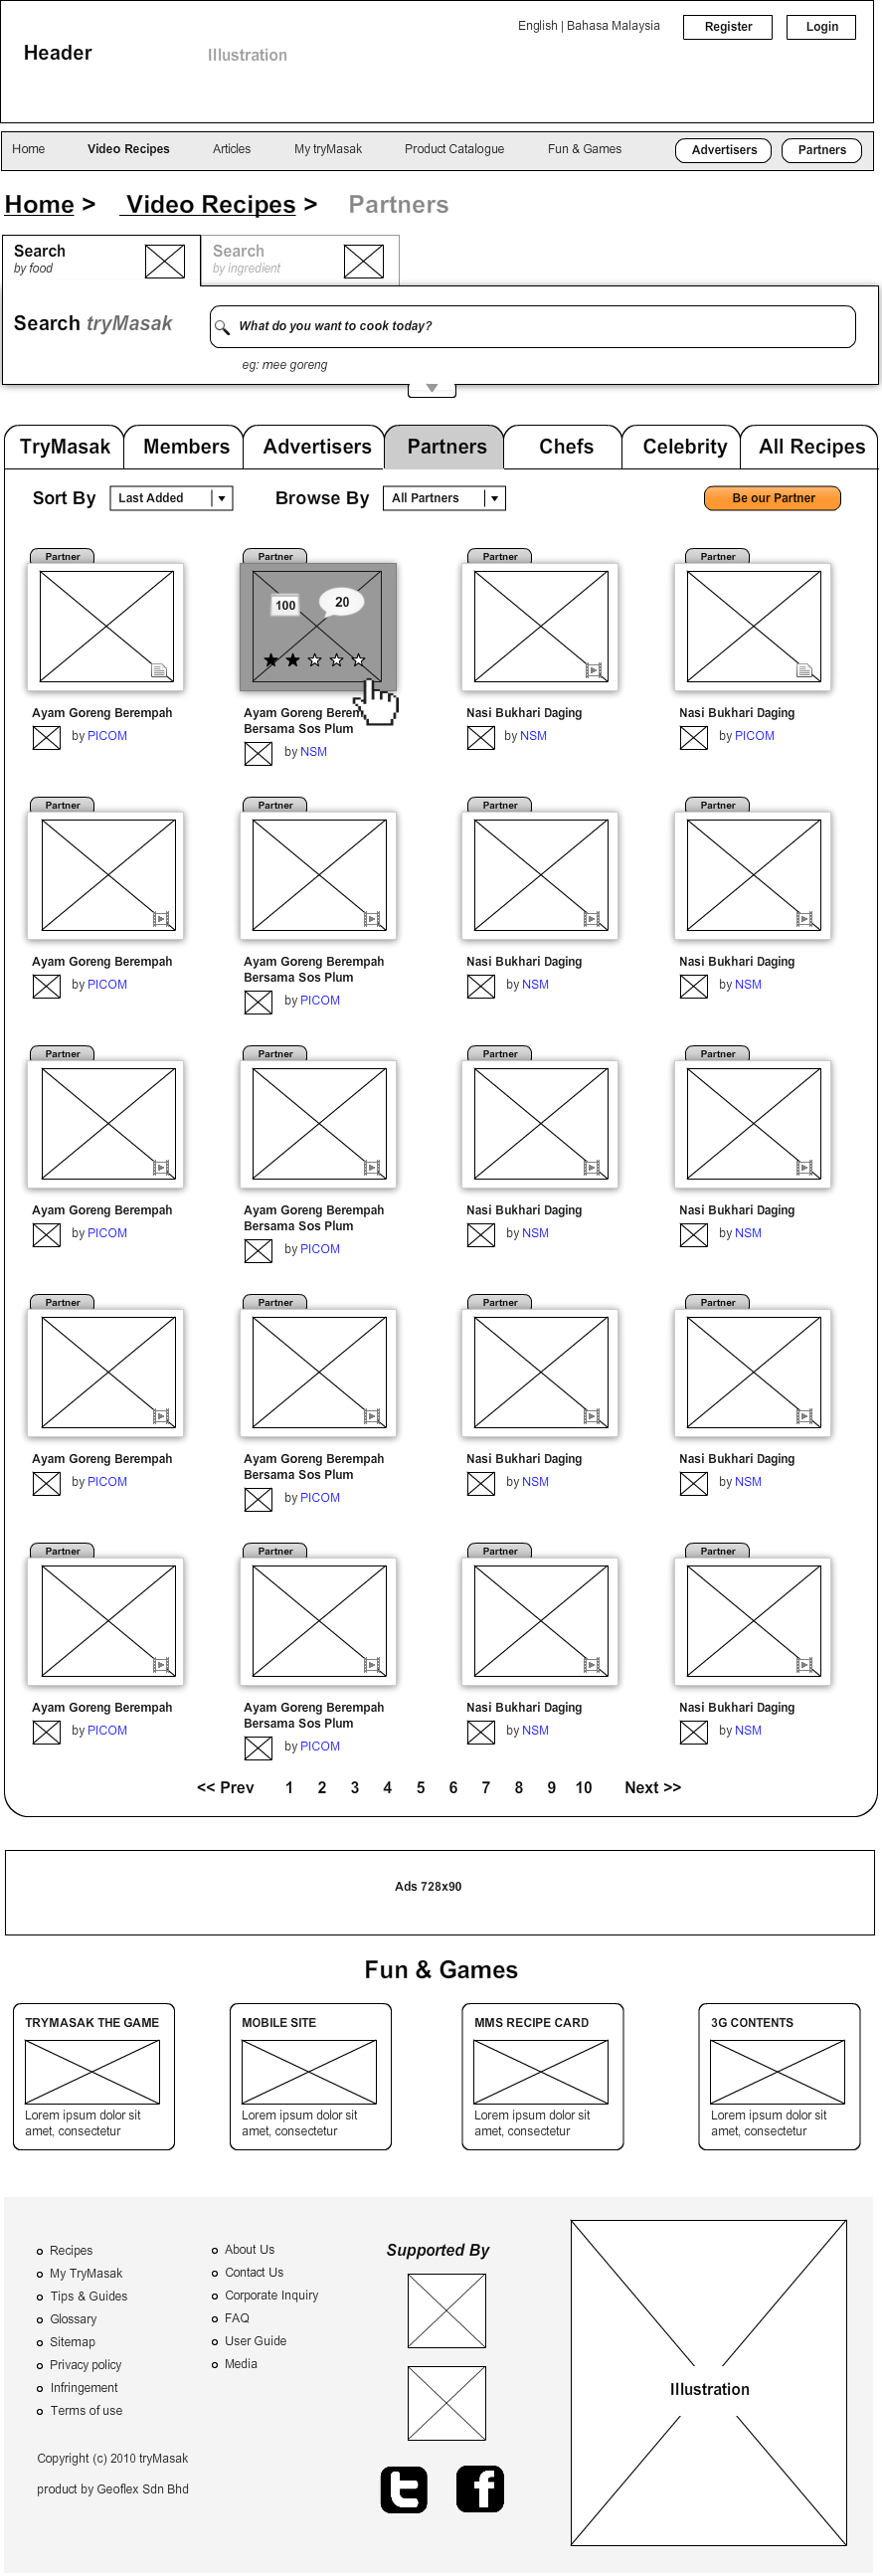 English | Bahasa Malaysia
Register
Login
Header
Illustration
Home
Video Recipes
Articles
My tryMasak
Product Catalogue
Fun & Games
Advertisers
Partners
Home > Video Recipes > Partners
Search
by food
Search
by ingredient
Search tryMasak
What do you want to cook today?
eg: mee goreng
TryMasak
Members
Advertisers
Partners
Chefs
Celebrity
All Recipes
Sort By
Last Added
Browse By
All Partners
Be our Partner
Partner
Ayam Goreng Berempah
by PICOM
Partner
100
20
Ayam Goreng Berem
Bersama Sos Plum
by NSM
Partner
Nasi Bukhari Daging
by NSM
Partner
Nasi Bukhari Daging
by PICOM
Partner
Ayam Goreng Berempah
by PICOM
Partner
Ayam Goreng Berempah
Bersama Sos Plum
by PICOM
Partner
Nasi Bukhari Daging
by NSM
Partner
Nasi Bukhari Daging
by NSM
Partner
Ayam Goreng Berempah
by PICOM
Partner
Ayam Goreng Berempah
Bersama Sos Plum
by PICOM
Partner
Nasi Bukhari Daging
by NSM
Partner
Nasi Bukhari Daging
by NSM
Partner
Ayam Goreng Berempah
by PICOM
Partner
Ayam Goreng Berempah
Bersama Sos Plum
by PICOM
Partner
Nasi Bukhari Daging
by NSM
Partner
Nasi Bukhari Daging
by NSM
Partner
Ayam Goreng Berempah
by PICOM
Partner
Ayam Goreng Berempah
Bersama Sos Plum
by PICOM
Partner
Nasi Bukhari Daging
by NSM
Partner
Nasi Bukhari Daging
by NSM
<< Prev 1 2 3 4 5 6 7 8 9 10 Next >>
Ads 728x90
Fun & Games
TRYMASAK THE GAME
Lorem ipsum dolor sit
amet, consectetur
MOBILE SITE
Lorem ipsum dolor sit
amet, consectetur
MMS RECIPE CARD
Lorem ipsum dolor sit
amet, consectetur
3G CONTENTS
Lorem ipsum dolor sit
amet, consectetur
Recipes
My TryMasak
Tips & Guides
Glossary
Sitemap
Privacy policy
Infringement
Terms of use
About Us
Contact Us
Corporate Inquiry
FAQ
User Guide
Media
Supported By
Illustration
Copyright (c) 2010 tryMasak
product by Geoflex Sdn Bhd